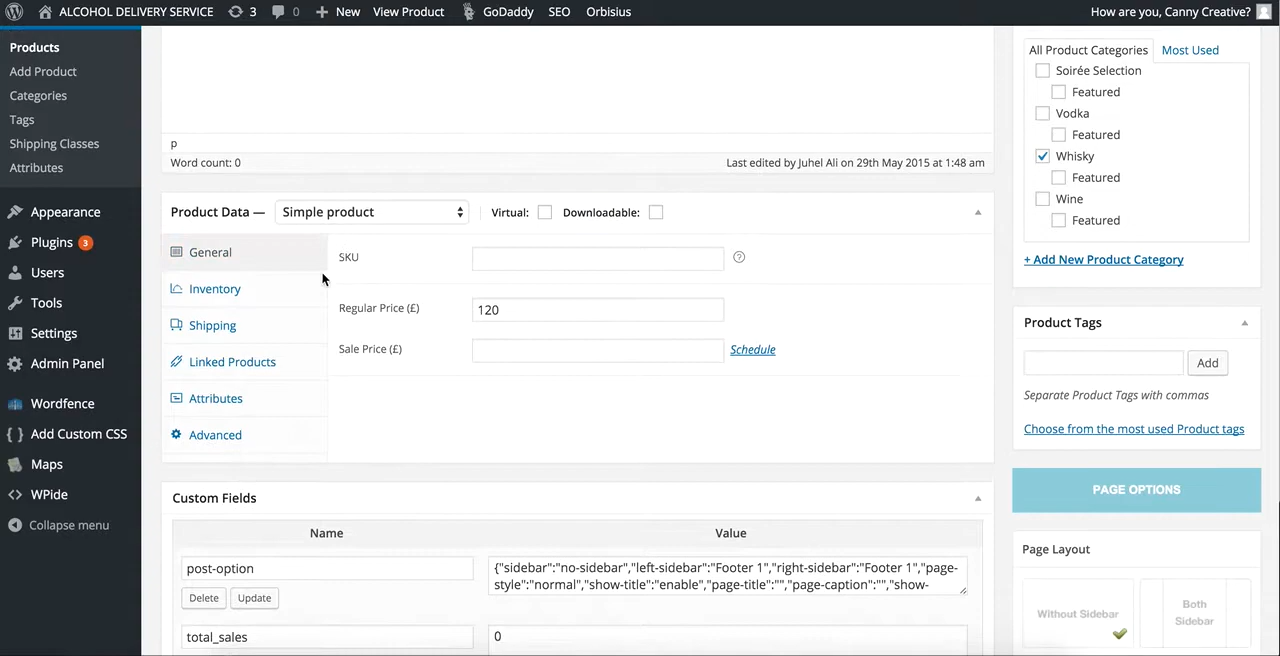 ALCOHOL DELIVERY SERVICE 3 0 New View Product GoDaddy SEO Orbisius How are you, Canny Creative?
Products
Add Product
Categories
Tags
Shipping Classes
Attributes
Appearance
Plugins 3
Users
Tools
Settings
Admin Panel
Wordfence
Add Custom CSS
Maps
WPide
Collapse menu
p
Word count: 0 Last edited by Juhel Ali on 29th May 2015 at 1:48 am
Product Data — Simple product Virtual: Downloadable:
General
Inventory
Shipping
Linked Products
Attributes
Advanced
SKU
Regular Price (£) 120
Sale Price (£) Schedule
Custom Fields
Name Value
post-option
{"sidebar":"no-sidebar","left-sidebar":"Footer 1","right-sidebar":"Footer 1","page-
style":"normal","show-title":"enable","page-title":"","page-caption":"","show-
Delete Update
total_sales 0
All Product Categories Most Used
Soirée Selection
Featured
Vodka
Featured
Whisky
Featured
Wine
Featured
+ Add New Product Category
Product Tags
Add
Separate Product Tags with commas
Choose from the most used Product tags
PAGE OPTIONS
Page Layout
Without Sidebar
Both
Sidebar